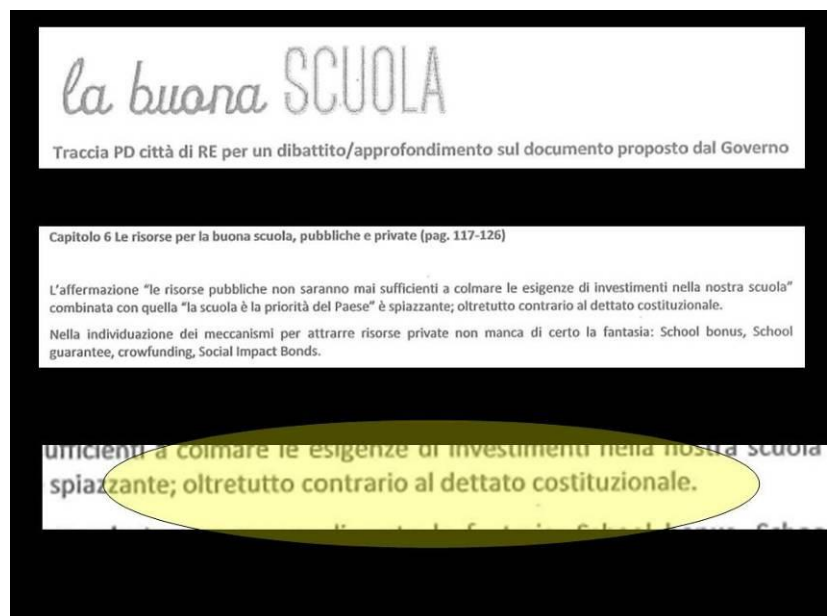 la buona SCUOLA
Traccia PD città di RE per un dibattito/approfondimento sul documento proposto dal Governo
Capitolo 6 Le risorse per la buona scuola, pubbliche e private (pag. 117-126)
L'affermazione "le risorse pubbliche non saranno mai sufficienti a colmare le esigenze di investimenti nella nostra scuola"
combinata con quella "la scuola è la priorità del Paese" è spiazzante; oltretutto contrario al dettato costituzionale.
Nella individuazione dei meccanismi per attrarre risorse private non manca di certo la fantasia: School bonus, School
guarantee, crowfunding, Social Impact Bonds.
ufficienti a colmare le esigenze di investimenti nella nostra scuola
spiazzante; oltretutto contrario al dettato costituzionale.